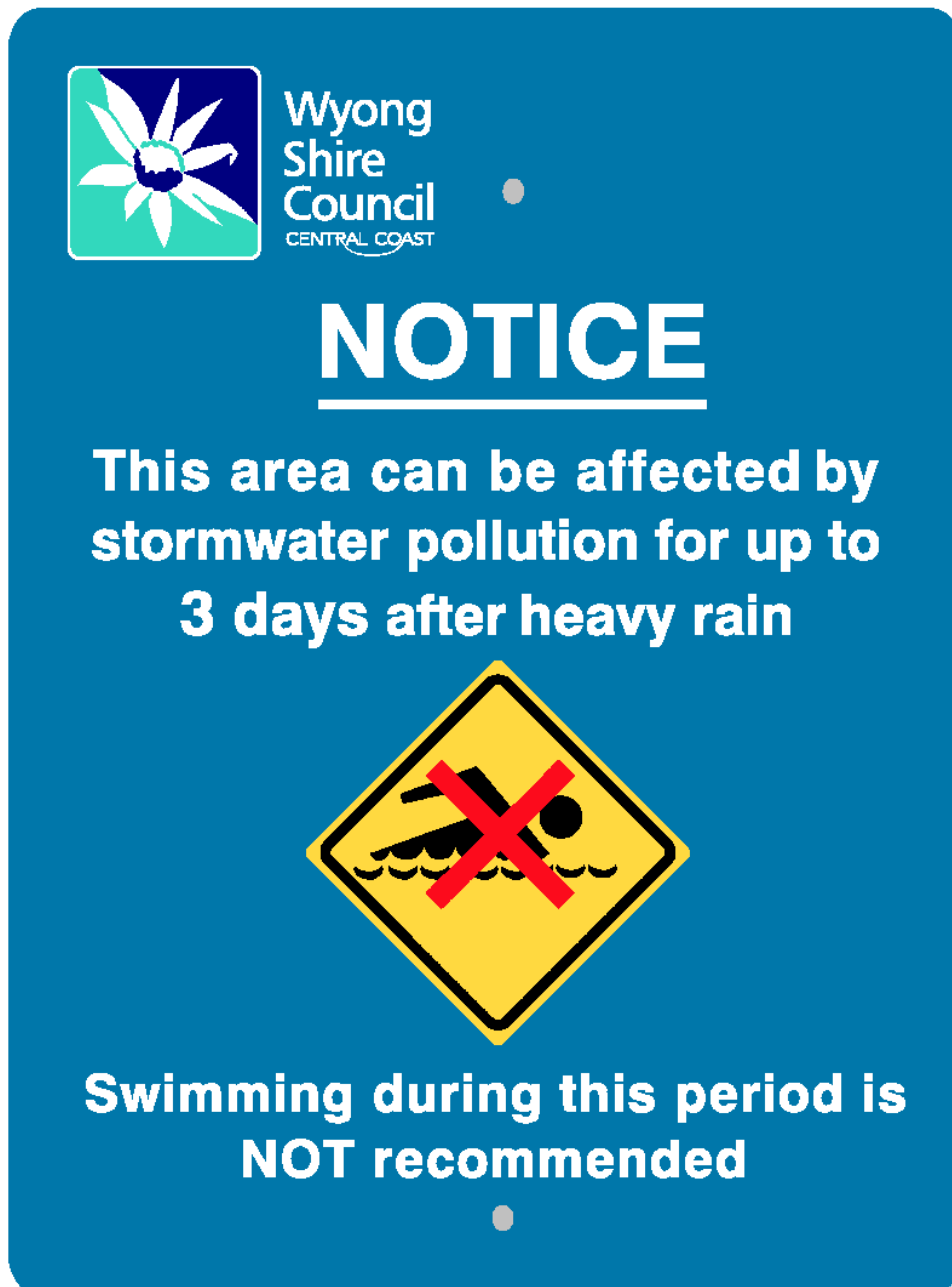 Wyong
Shire
Council
CENTRAL COAST
NOTICE
This area can be affected by
stormwater pollution for up to
3 days after heavy rain
Swimming during this period is
NOT recommended